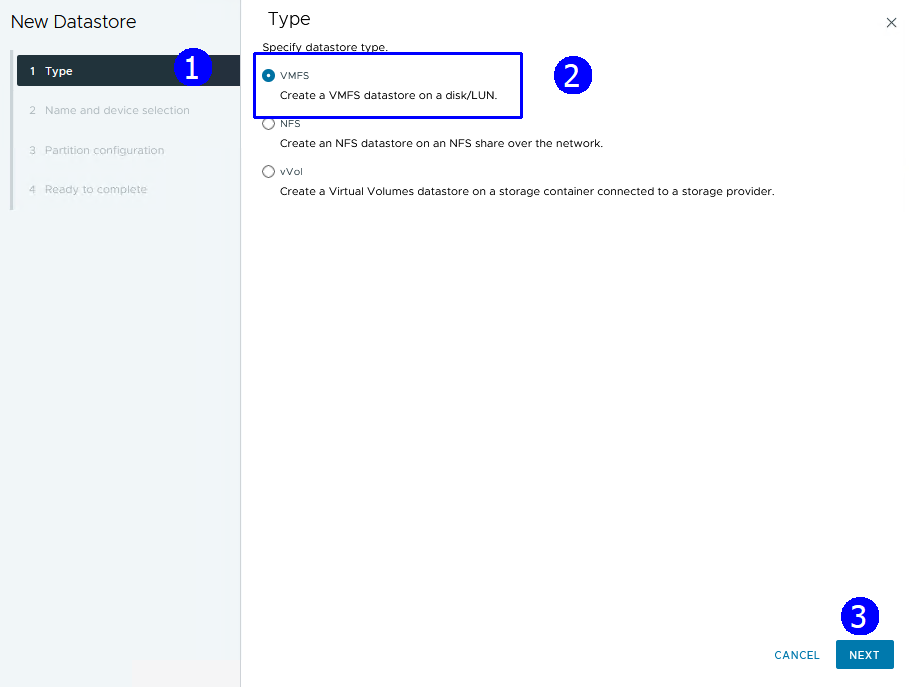 New Datastore
1 Type
1
2 Name and device selection
3 Partition configuration
4 Ready to complete
Type
Specify datastore type.
VMFS
Create a VMFS datastore on a disk/LUN.
2
NFS
Create an NFS datastore on an NFS share over the network.
vVol
Create a Virtual Volumes datastore on a storage container connected to a storage provider.
3
CANCEL
NEXT